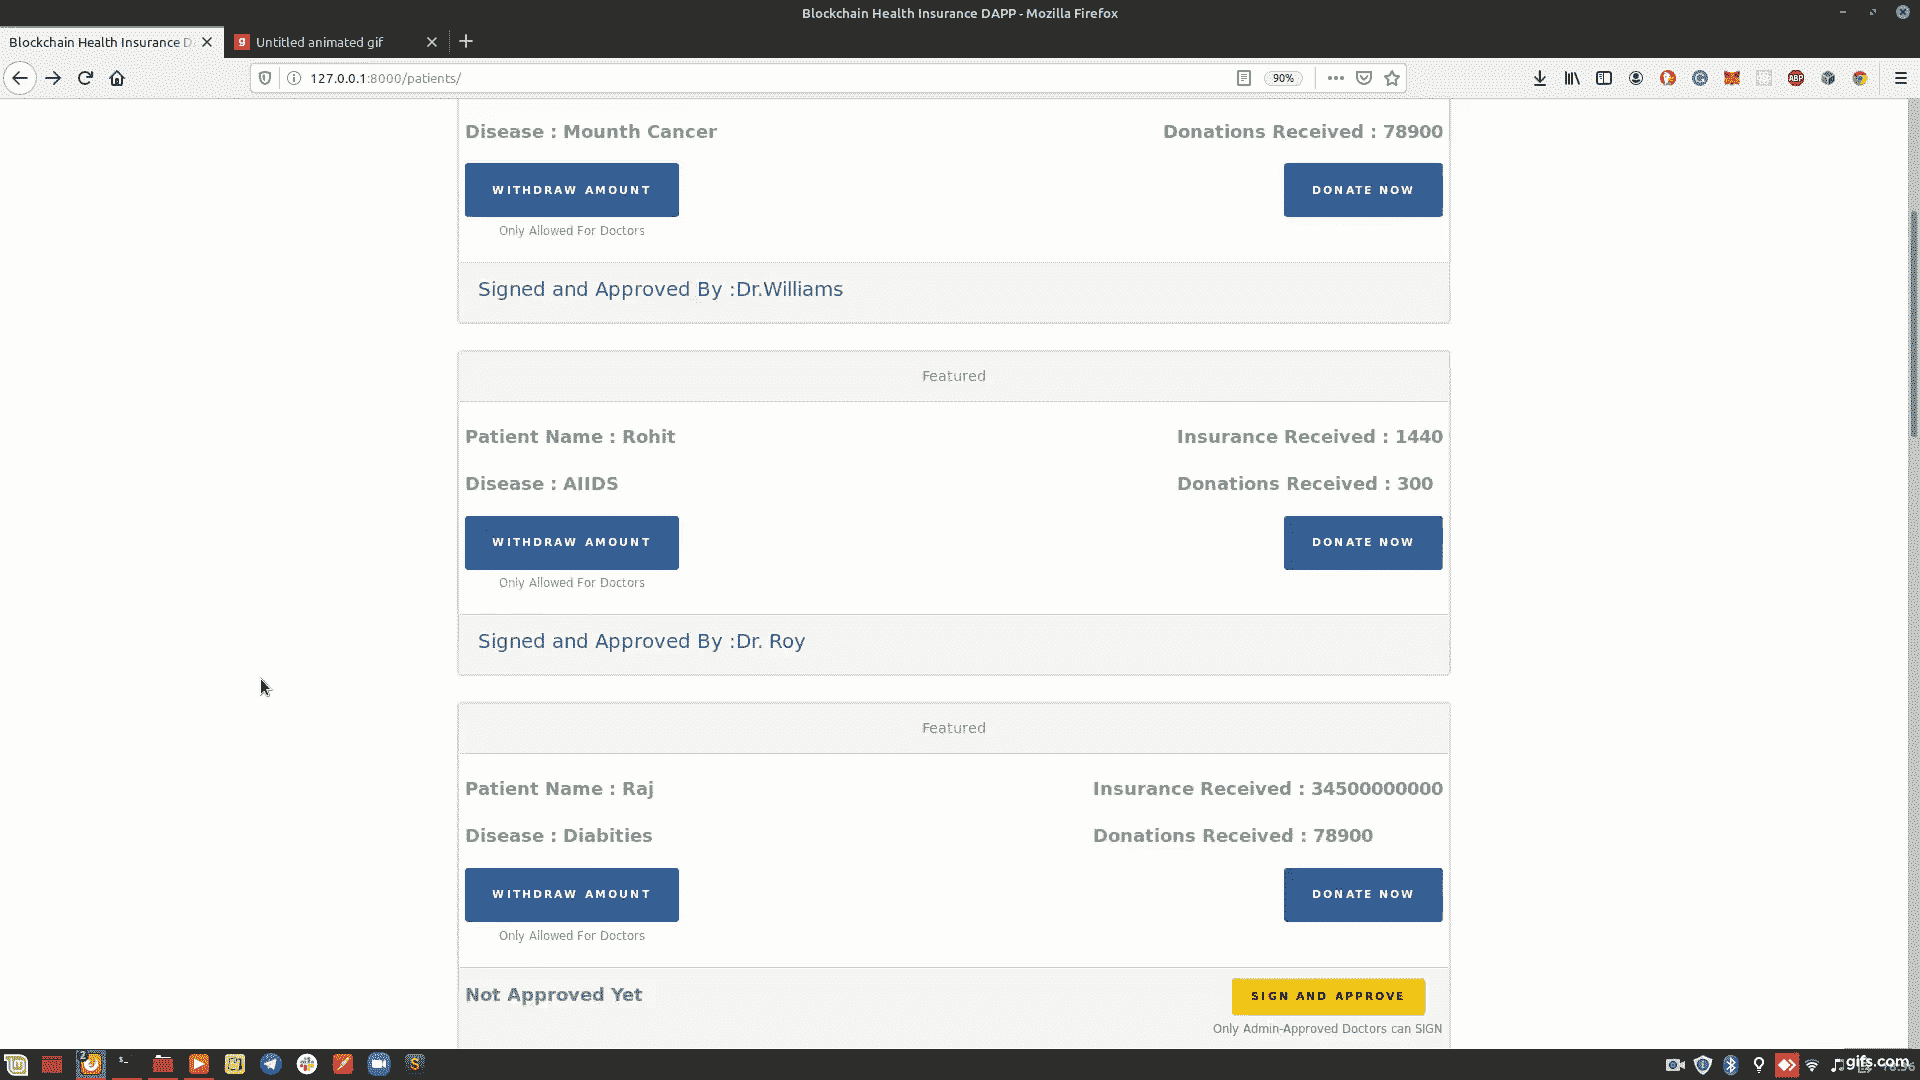 Blockchain Health Insurance DAPP - Mozilla Firefox
Blockchain Health Insurance D
Untitled animated gif
127.0.0.1:8000/patients/
90%
ABP
Disease : Mounth Cancer
Donations Received : 78900
WITHDRAW AMOUNT
DONATE NOW
Only Allowed For Doctors
Signed and Approved By :Dr.Williams
Featured
Patient Name : Rohit
Insurance Received : 1440
Disease : AIIDS
Donations Received : 300
WITHDRAW AMOUNT
DONATE NOW
Only Allowed For Doctors
Signed and Approved By :Dr. Roy
Featured
Patient Name : Raj
Insurance Received : 34500000000
Disease : Diabities
Donations Received : 78900
WITHDRAW AMOUNT
DONATE NOW
Only Allowed For Doctors
Not Approved Yet
SIGN AND APPROVE
Only Admin-Approved Doctors can SIGN
gifs.com